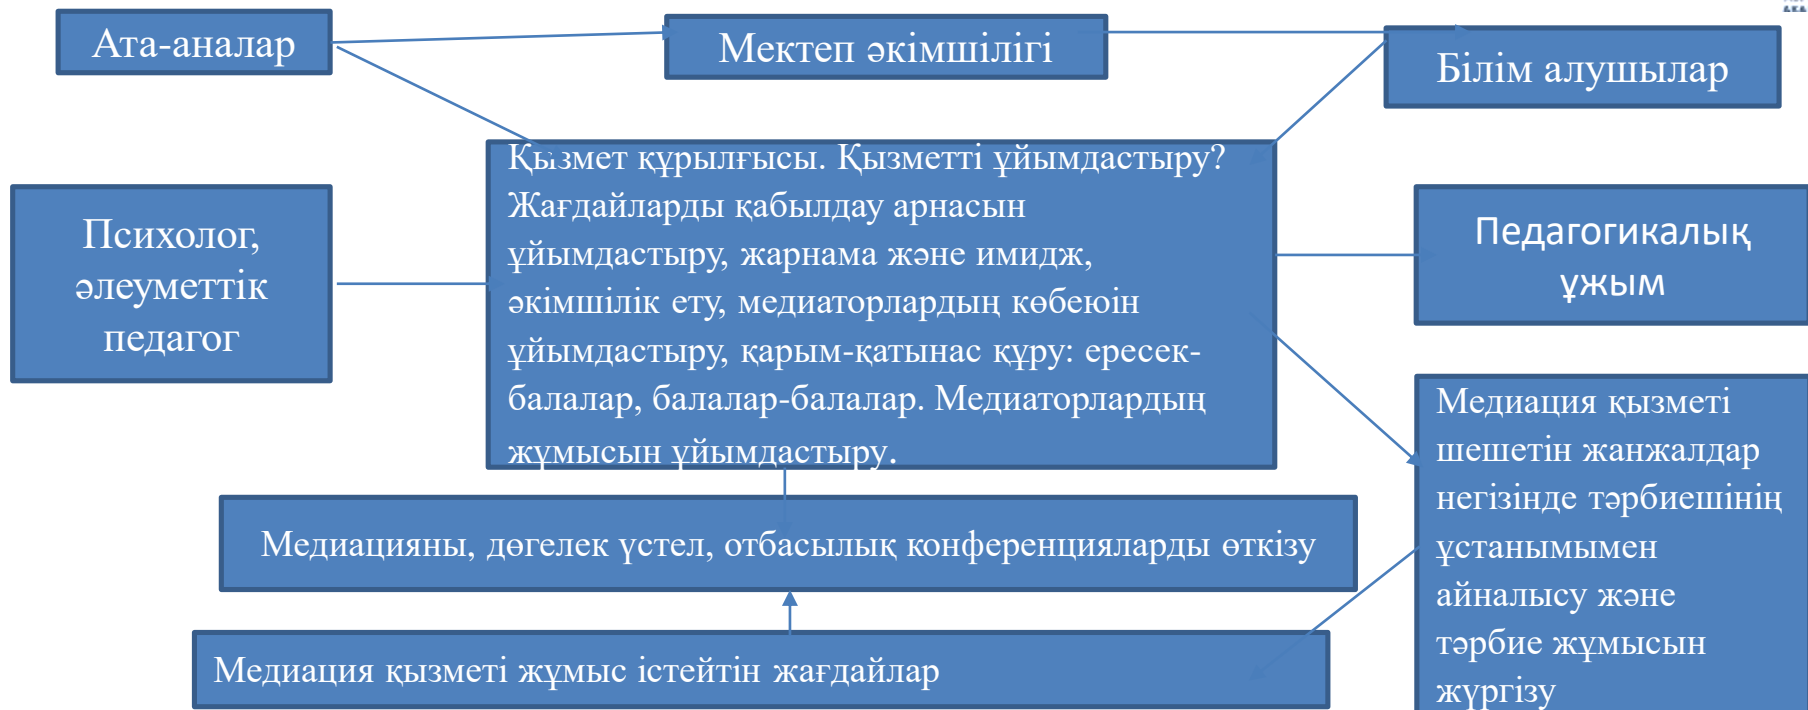 Ата-аналар
Мектеп әкімшілігі
Білім алушылар
Қызмет құрылғысы. Қызметті ұйымдастыру?
Жағдайларды қабылдау арнасын
ұйымдастыру, жарнама және имидж,
әкімшілік ету, медиаторлардың көбеюін
ұйымдастыру, қарым-қатынас құру: ересек-
балалар, балалар-балалар. Медиаторлардың
жұмысын ұйымдастыру.
Психолог,
әлеуметтік
педагог
Педагогикалық
ұжым
Медиация қызметі
шешетін жанжалдар
негізінде тәрбиешінің
ұстанымымен
айналысу және
тәрбие жұмысын
жүргізу
Медиацияны, дөгелек үстел, отбасылық конференцияларды өткізу
Медиация қызметі жұмыс істейтін жағдайлар